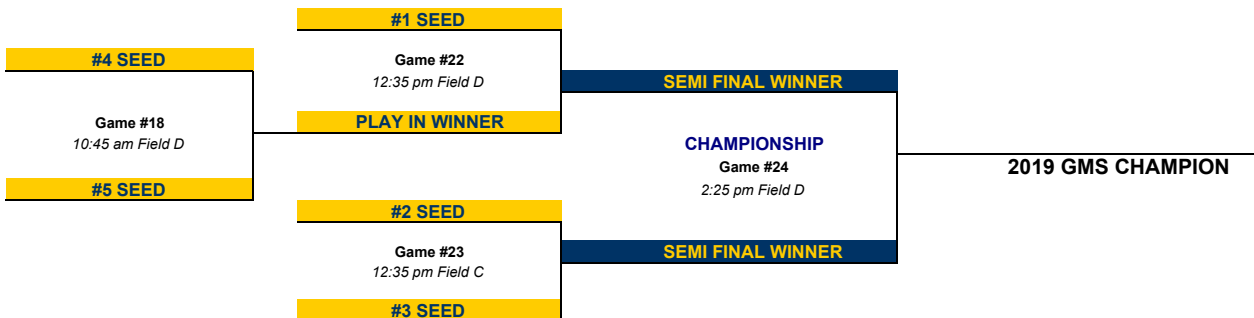 #1 SEED
#4 SEED
Game #22
12:35 pm Field D
SEMI FINAL WINNER
PLAY IN WINNER
Game #18
10:45 am Field D
CHAMPIONSHIP
Game #24
2:25 pm Field D
2019 GMS CHAMPION
#5 SEED
#2 SEED
Game #23
12:35 pm Field C
SEMI FINAL WINNER
#3 SEED